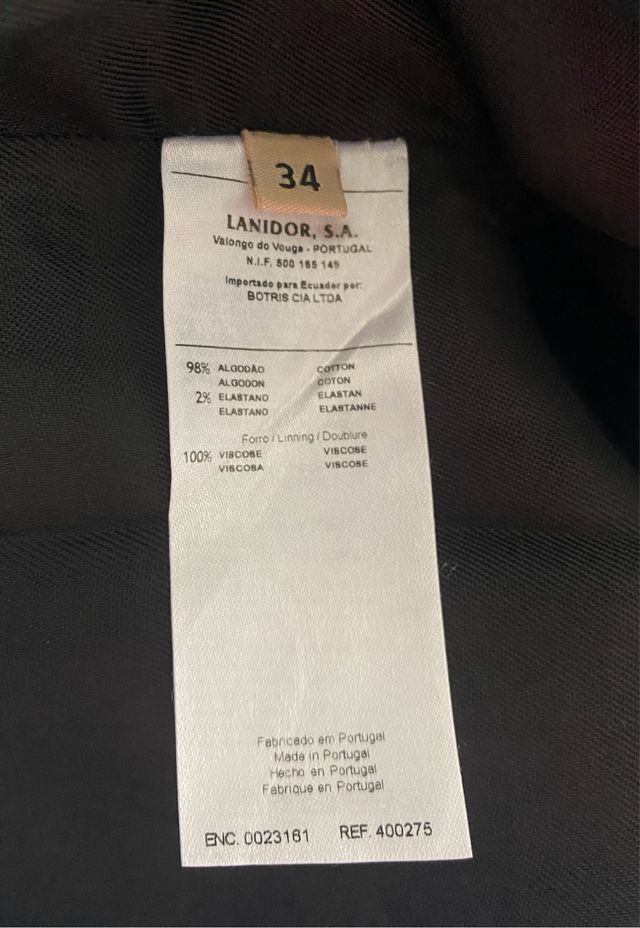 34
LANIDOR, S.A.
Valongo do Vouga - PORTUGAL
N.I.F. 500 165 149
Importado para Ecuador por:
BOTRIS CIA LTDA
98% ALGODÃO COTTON
ALGODON COTON
2% ELASTANO ELASTAN
ELASTANO ELASTANNE
Forro / Linning / Doublure
100% VISCOSE VISCOSE
VISCOSA VISCOSE
Fabricado em Portugal
Made in Portugal
Hecho en Portugal
Fabrique en Portugal
ENC. 0023161 REF. 400275